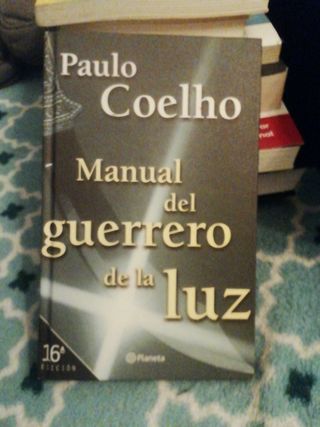 Paulo
Coelho
Manual
del
guerrero
de la
luz
16ª
EDICIÓN
Planeta